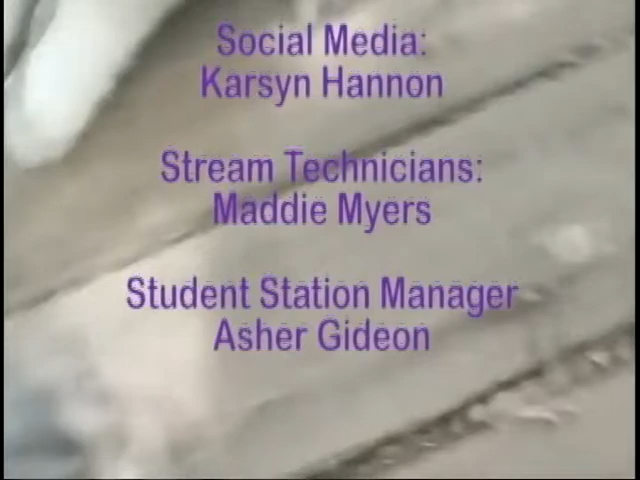 Social Media:
Karsyn Hannon
Stream Technicians:
Maddie Myers
Student Station Manager
Asher Gideon